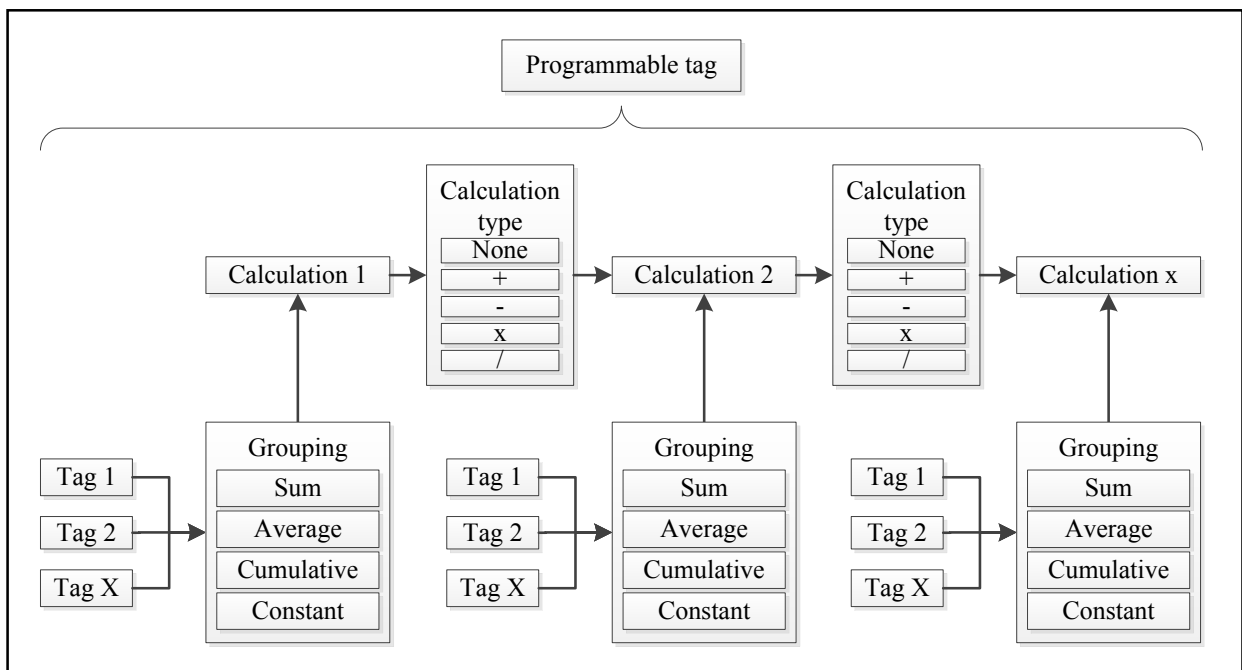 Programmable tag
Calculation 1
Calculation
type
None
+
-
x
/
Calculation 2
Calculation
type
None
+
-
x
/
Calculation x
Tag 1
Tag 2
Tag X
Grouping
Sum
Average
Cumulative
Constant
Tag 1
Tag 2
Tag X
Grouping
Sum
Average
Cumulative
Constant
Tag 1
Tag 2
Tag X
Grouping
Sum
Average
Cumulative
Constant